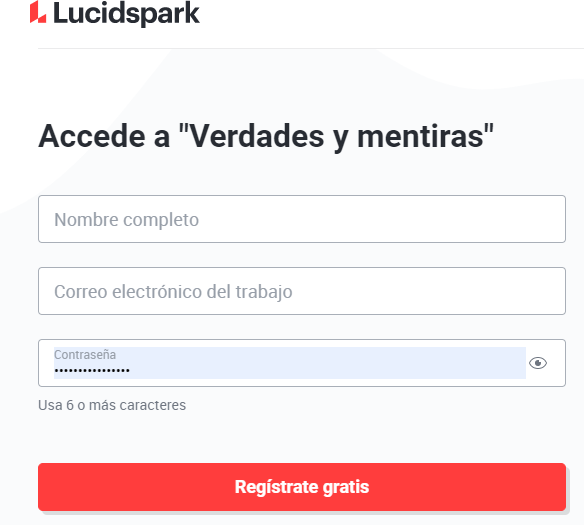 Lucidspark
Accede a "Verdades y mentiras"
Nombre completo
Correo electrónico del trabajo
Contraseña
••••••••••••••••
Usa 6 o más caracteres
Regístrate gratis